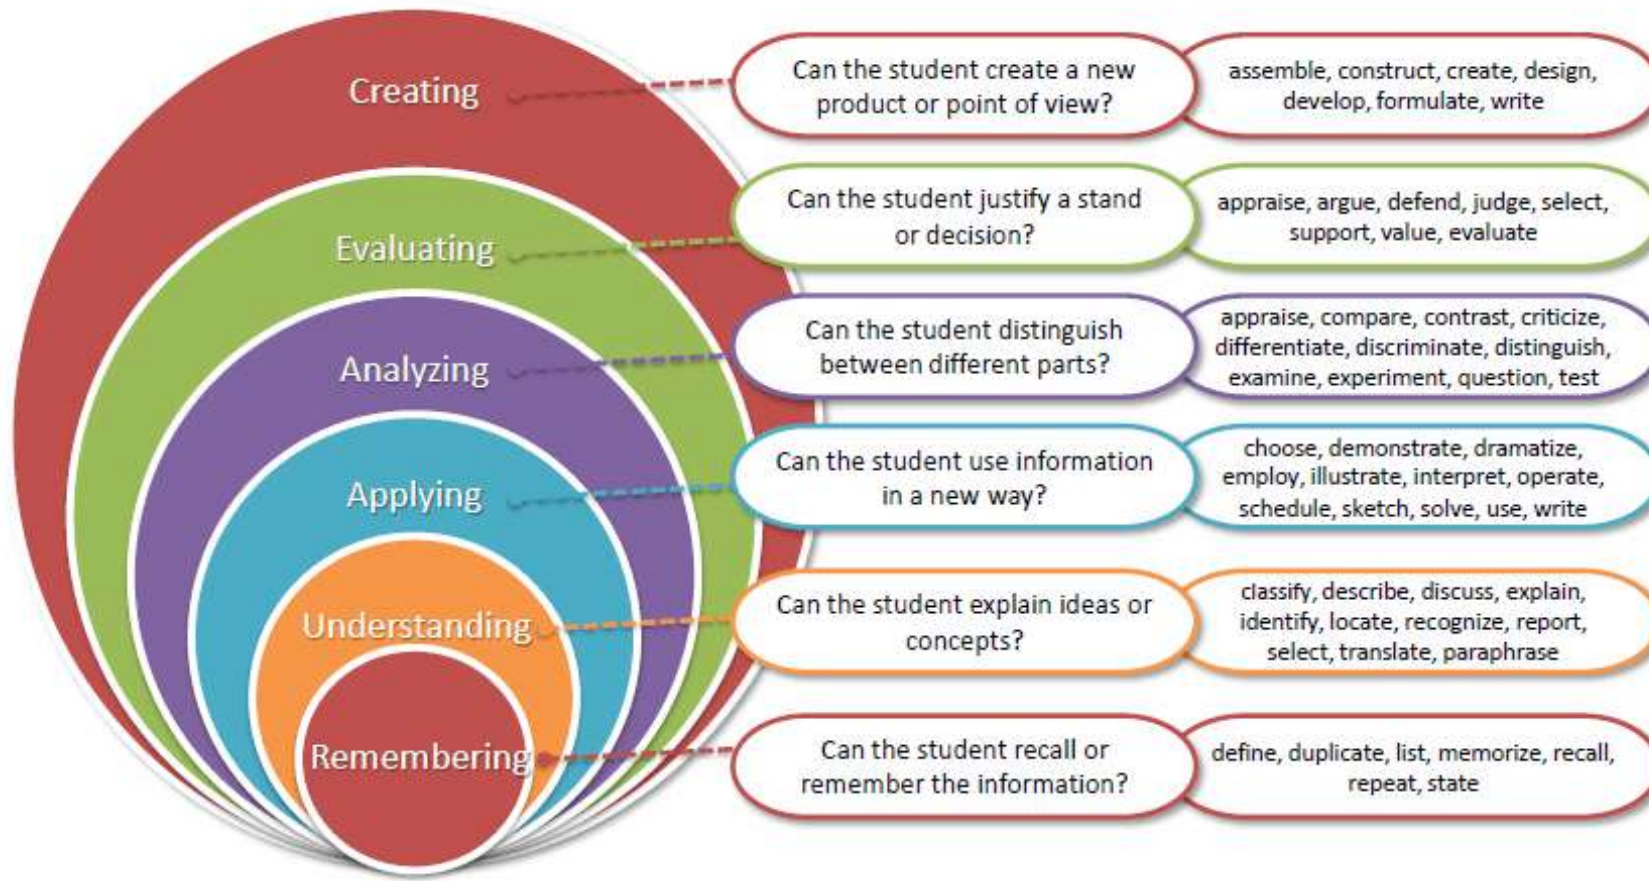 Creating
Can the student create a new
product or point of view?
assemble, construct, create, design,
develop, formulate, write
Evaluating
Can the student justify a stand
or decision?
appraise, argue, defend, judge, select,
support, value, evaluate
Analyzing
Can the student distinguish
between different parts?
appraise, compare, contrast, criticize,
differentiate, discriminate, distinguish,
examine, experiment, question, test
Applying
Can the student use information
in a new way?
choose, demonstrate, dramatize,
employ, illustrate, interpret, operate,
schedule, sketch, solve, use, write
Understanding
Can the student explain ideas or
concepts?
classify, describe, discuss, explain,
identify, locate, recognize, report,
select, translate, paraphrase
Remembering
Can the student recall or
remember the information?
define, duplicate, list, memorize, recall,
repeat, state